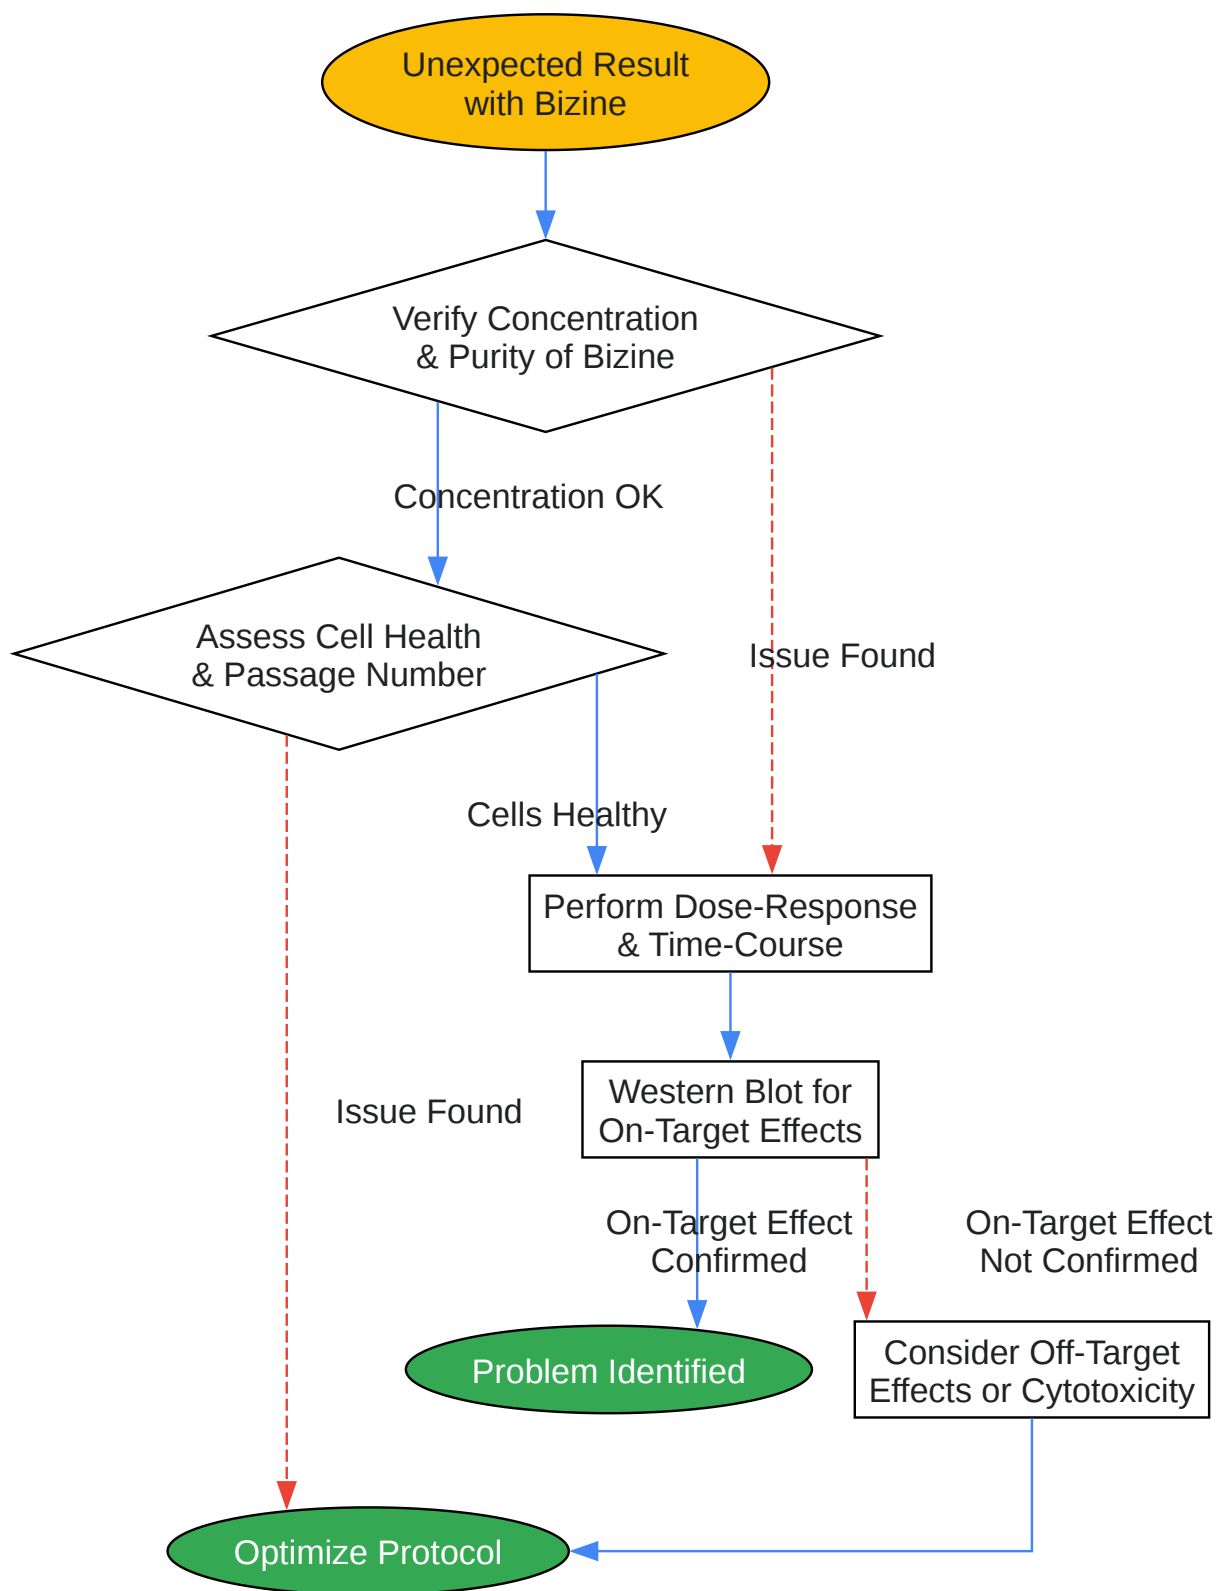 Unexpected Result
with Bizine
Verify Concentration
& Purity of Bizine
Concentration OK
Assess Cell Health
& Passage Number
Issue Found
Cells Healthy
Perform Dose-Response
& Time-Course
Western Blot for
On-Target Effects
Issue Found
On-Target Effect
Confirmed
On-Target Effect
Not Confirmed
Problem Identified
Consider Off-Target
Effects or Cytotoxicity
Optimize Protocol